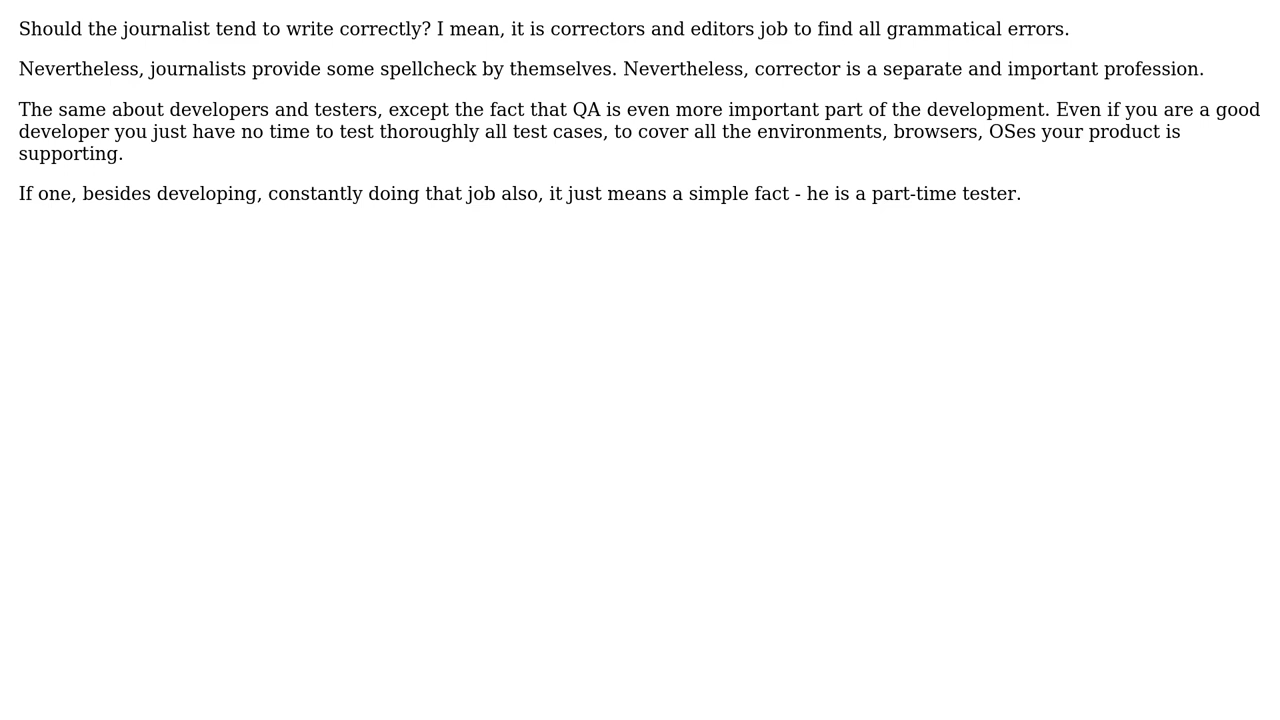 Should the journalist tend to write correctly? I mean, it is correctors and editors job to find all grammatical errors.
Nevertheless, journalists provide some spellcheck by themselves. Nevertheless, corrector is a separate and important profession.
The same about developers and testers, except the fact that QA is even more important part of the development. Even if you are a good
developer you just have no time to test thoroughly all test cases, to cover all the environments, browsers, OSes your product is
supporting.
If one, besides developing, constantly doing that job also, it just means a simple fact - he is a part-time tester.